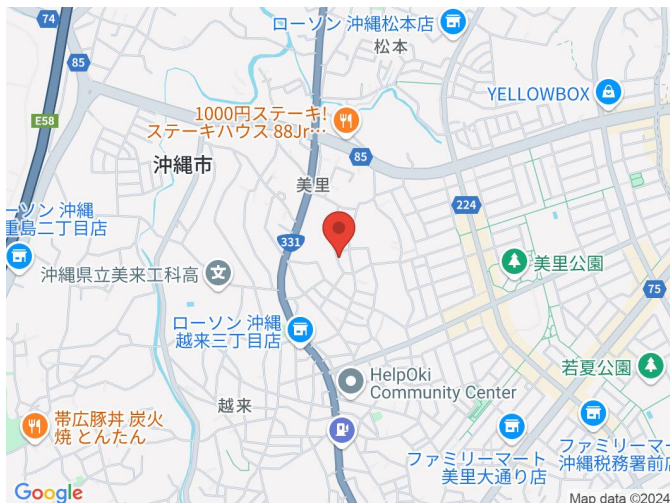 74
ローソン 沖縄松本店
松本
85
YELLOWBOX
1000円ステーキ!
ステーキハウス 88Jr…
E58
85
沖縄市
美里
224
ローソン 沖縄
重島二丁目店
331
美里公園
沖縄県立美来工科高
75
ローソン 沖縄
越来三丁目店
若夏公園
HelpOki
Community Center
越来
帯広豚丼 炭火
焼 とんたん
ファミリーマート
美里大通り店
ファミリーマート
沖縄税務署前店
Google
Map data ©2024